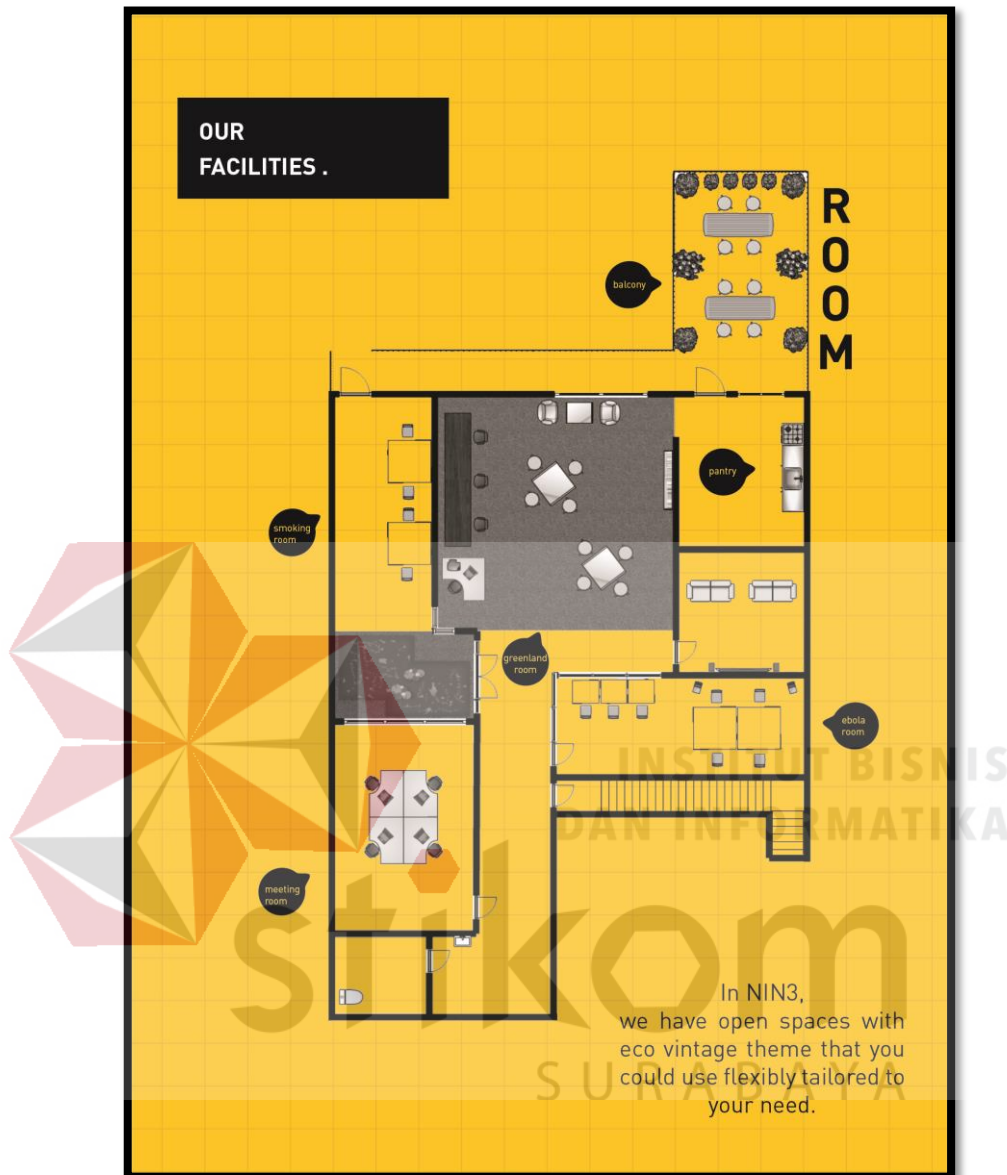 OUR
FACILITIES .
R
O
O
M
balcony
pantry
smoking
room
greenland
room
ebola
room
INSTITUT BISNIS
DAN INFORMATIKA
meeting
room
stikom
SURABAYA
In NIN3,
we have open spaces with
eco vintage theme that you
could use flexibly tailored to
your need.